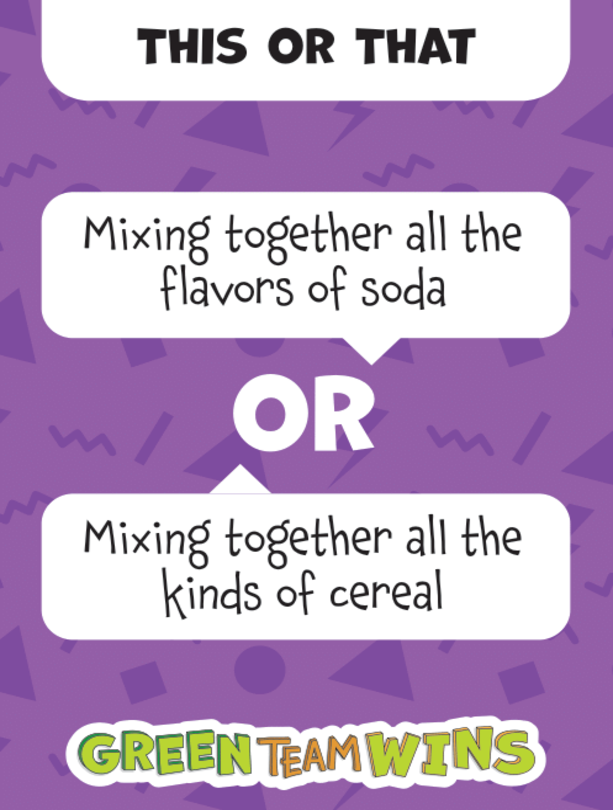 THIS OR THAT
Mixing together all the
flavors of soda
OR
Mixing together all the
kinds of cereal
GREEN TEAM WINS